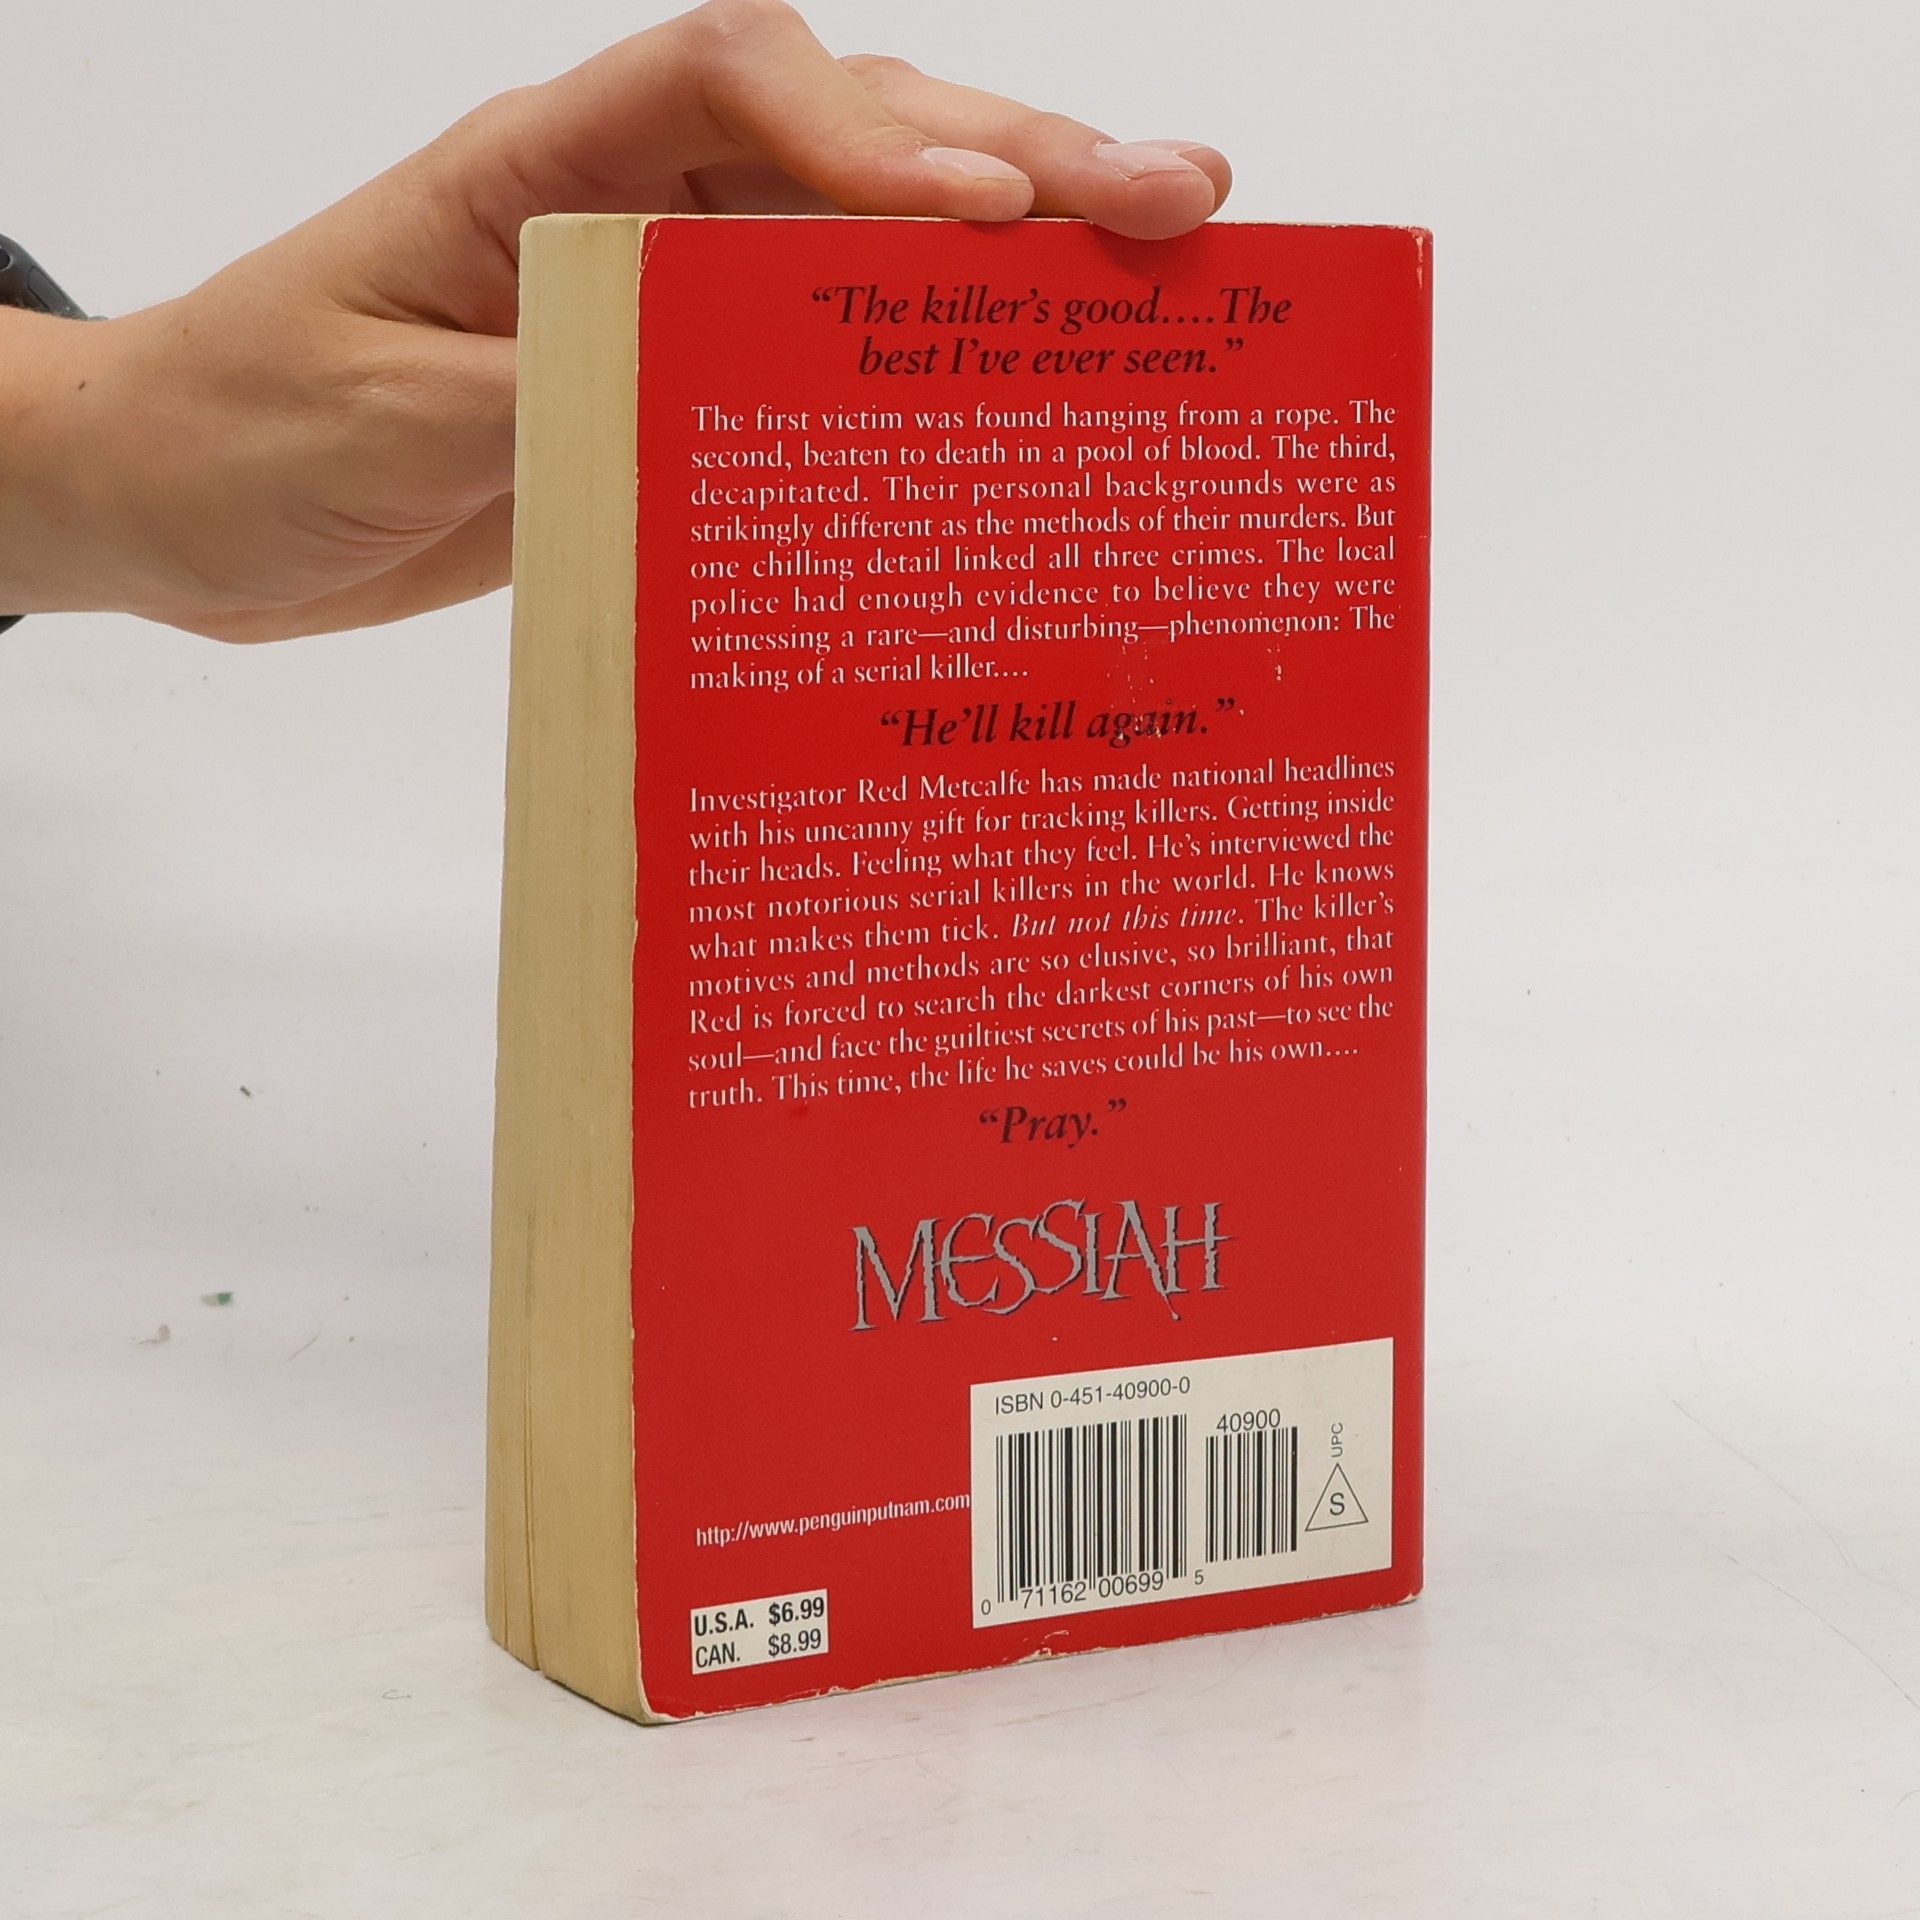 “The killer’s good....The
best I’ve ever seen.”
The first victim was found hanging from a rope. The
second, beaten to death in a pool of blood. The third,
decapitated. Their personal backgrounds were as
strikingly different as the methods of their murders. But
one chilling detail linked all three crimes. The local
police had enough evidence to believe they were
witnessing a rare—and disturbing—phenomenon: The
making of a serial killer....
“He’ll kill again.”
Investigator Red Metcalfe has made national headlines
with his uncanny gift for tracking killers. Getting inside
their heads. Feeling what they feel. He’s interviewed the
most notorious serial killers in the world. He knows
what makes them tick. But not this time. The killer’s
motives and methods are so elusive, so brilliant, that
Red is forced to search the darkest corners of his own
soul—and face the guiltiest secrets of his past—to see the
truth. This time, the life he saves could be his own....
“Pray.”
MESSIAH
ISBN 0-451-40900-0
40900
UPC
S
http://www.penguinputnam.com
0 71162 00699 5
U.S.A. $6.99
CAN. $8.99